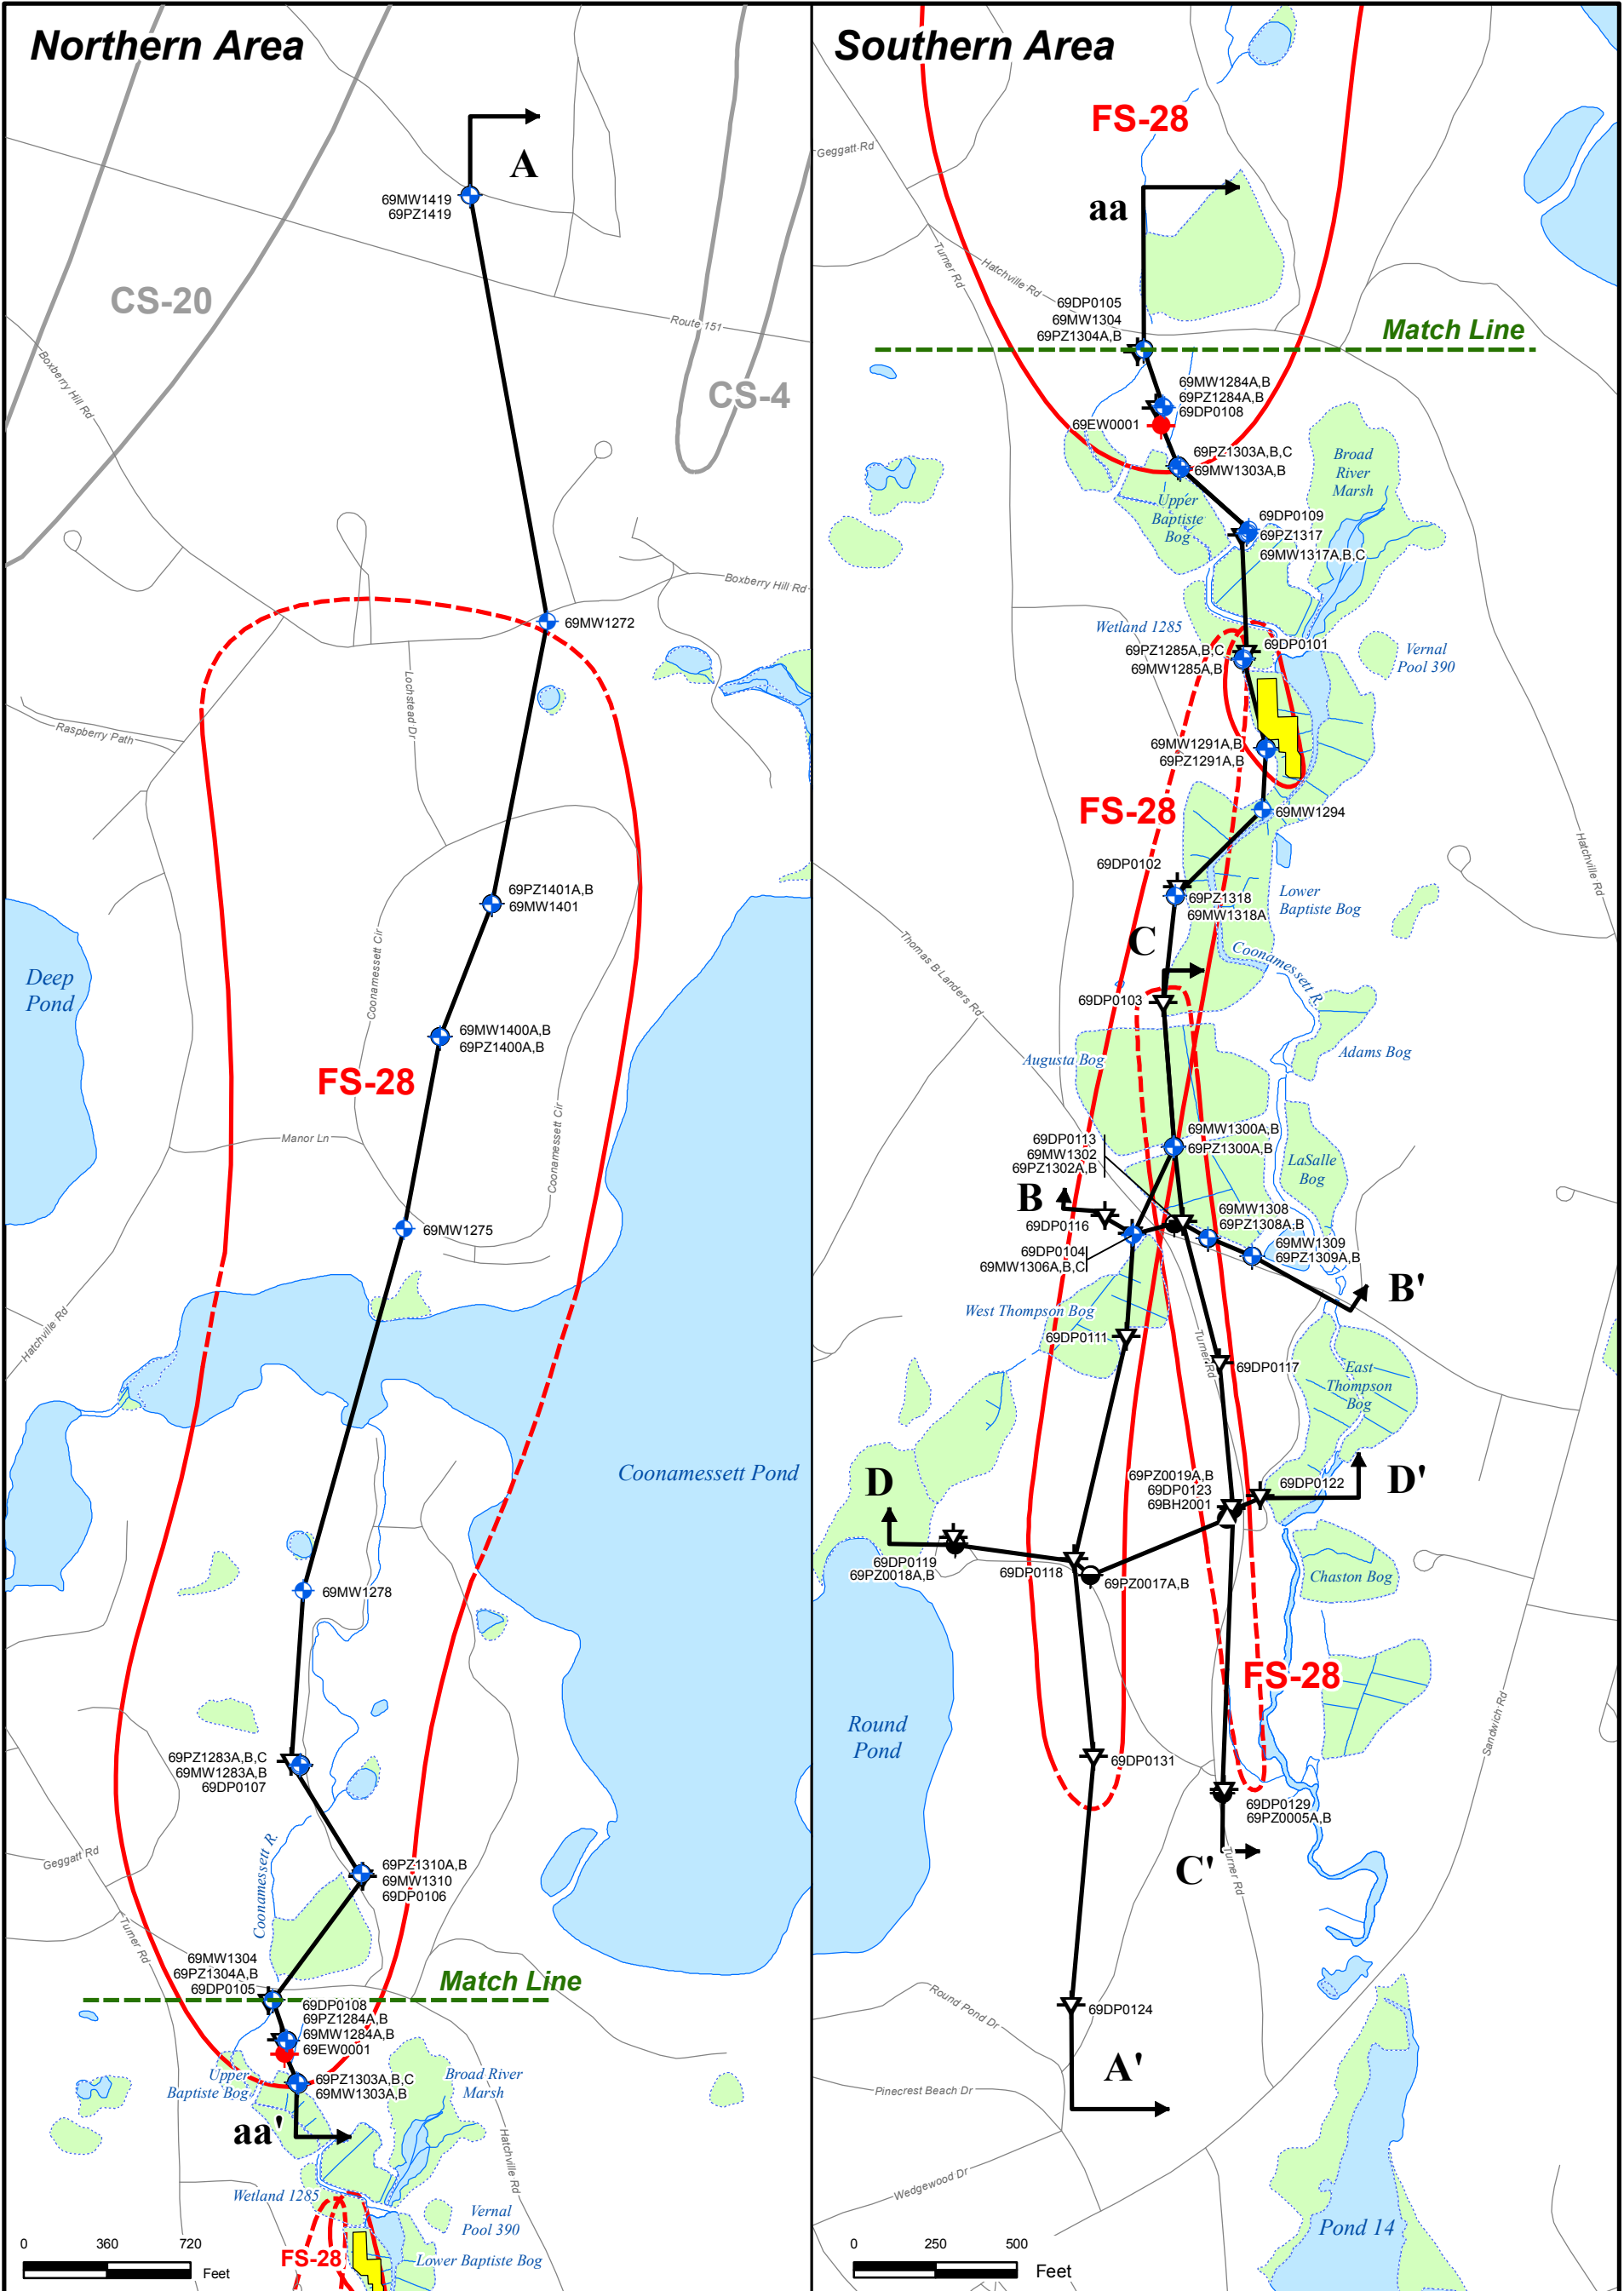 Northern Area
A
69MW1419
69PZ1419
CS-20
Route 151
CS-4
Boxberry Hill Rd
Boxberry Hill Rd
69MW1272
Lochstead Dr
Raspberry Path
69PZ1401A,B
69MW1401
Deep
Pond
Coonamessett Cir
69MW1400A,B
69PZ1400A,B
FS-28
Coonamessett Cir
Manor Ln
69MW1275
Hatchville Rd
Coonamessett Pond
69MW1278
69PZ1283A,B,C
69MW1283A,B
69DP0107
Geggatt Rd
Coonamessett R.
69PZ1310A,B
69MW1310
69DP0106
Turner Rd
69MW1304
69PZ1304A,B
69DP0105
Match Line
69DP0108
69PZ1284A,B
69MW1284A,B
69EW0001
Upper
Baptiste Bog
69PZ1303A,B,C
69MW1303A,B
Broad River
Marsh
aa'
Hatchville Rd
Wetland 1285
Vernal
Pool 390
FS-28
Lower Baptiste Bog
0 360 720
Feet
Southern Area
FS-28
Geggatt Rd
aa
Turner Rd
Hatchville Rd
69DP0105
69MW1304
69PZ1304A,B
Match Line
69MW1284A,B
69PZ1284A,B
69DP0108
69EW0001
69PZ1303A,B,C
69MW1303A,B
Broad
River
Marsh
Upper
Baptiste
Bog
69DP0109
69PZ1317
69MW1317A,B,C
Wetland 1285
69DP0101
69PZ1285A,B,C
69MW1285A,B
Vernal
Pool 390
69MW1291A,B
69PZ1291A,B
FS-28
69MW1294
Hatchville Rd
69DP0102
69PZ1318
69MW1318A
Lower
Baptiste Bog
C
Thomas B Landers Rd
Coonamessett R.
69DP0103
Augusta Bog
Adams Bog
69MW1300A,B
69PZ1300A,B
69DP0113
69MW1302
69PZ1302A,B
LaSalle
Bog
B
69DP0116
69MW1308
69PZ1308A,B
69DP0104
69MW1306A,B,C
69MW1309
69PZ1309A,B
B'
West Thompson Bog
69DP0111
Turner Rd
69DP0117
East
Thompson
Bog
D
69PZ0019A,B
69DP0123
69BH2001
69DP0122
D'
69DP0119
69PZ0018A,B
69DP0118
69PZ0017A,B
Chaston Bog
FS-28
Round
Pond
Sandwich Rd
69DP0131
69DP0129
69PZ0005A,B
C'
Turner Rd
69DP0124
Round Pond Dr
A'
Pinecrest Beach Dr
Wedgewood Dr
Pond 14
0 250 500
Feet